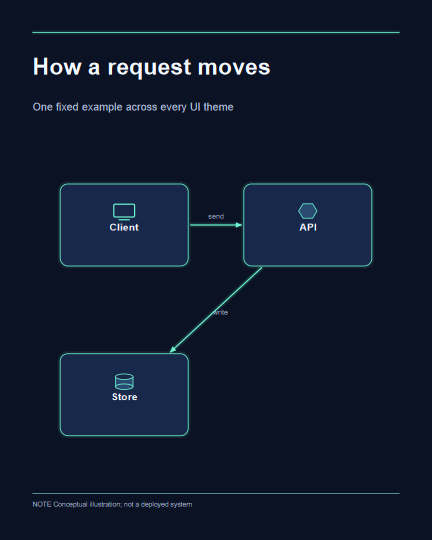 How a request moves
One fixed example across every UI theme
send
Client
API
write
Store
NOTE Conceptual illustration; not a deployed system